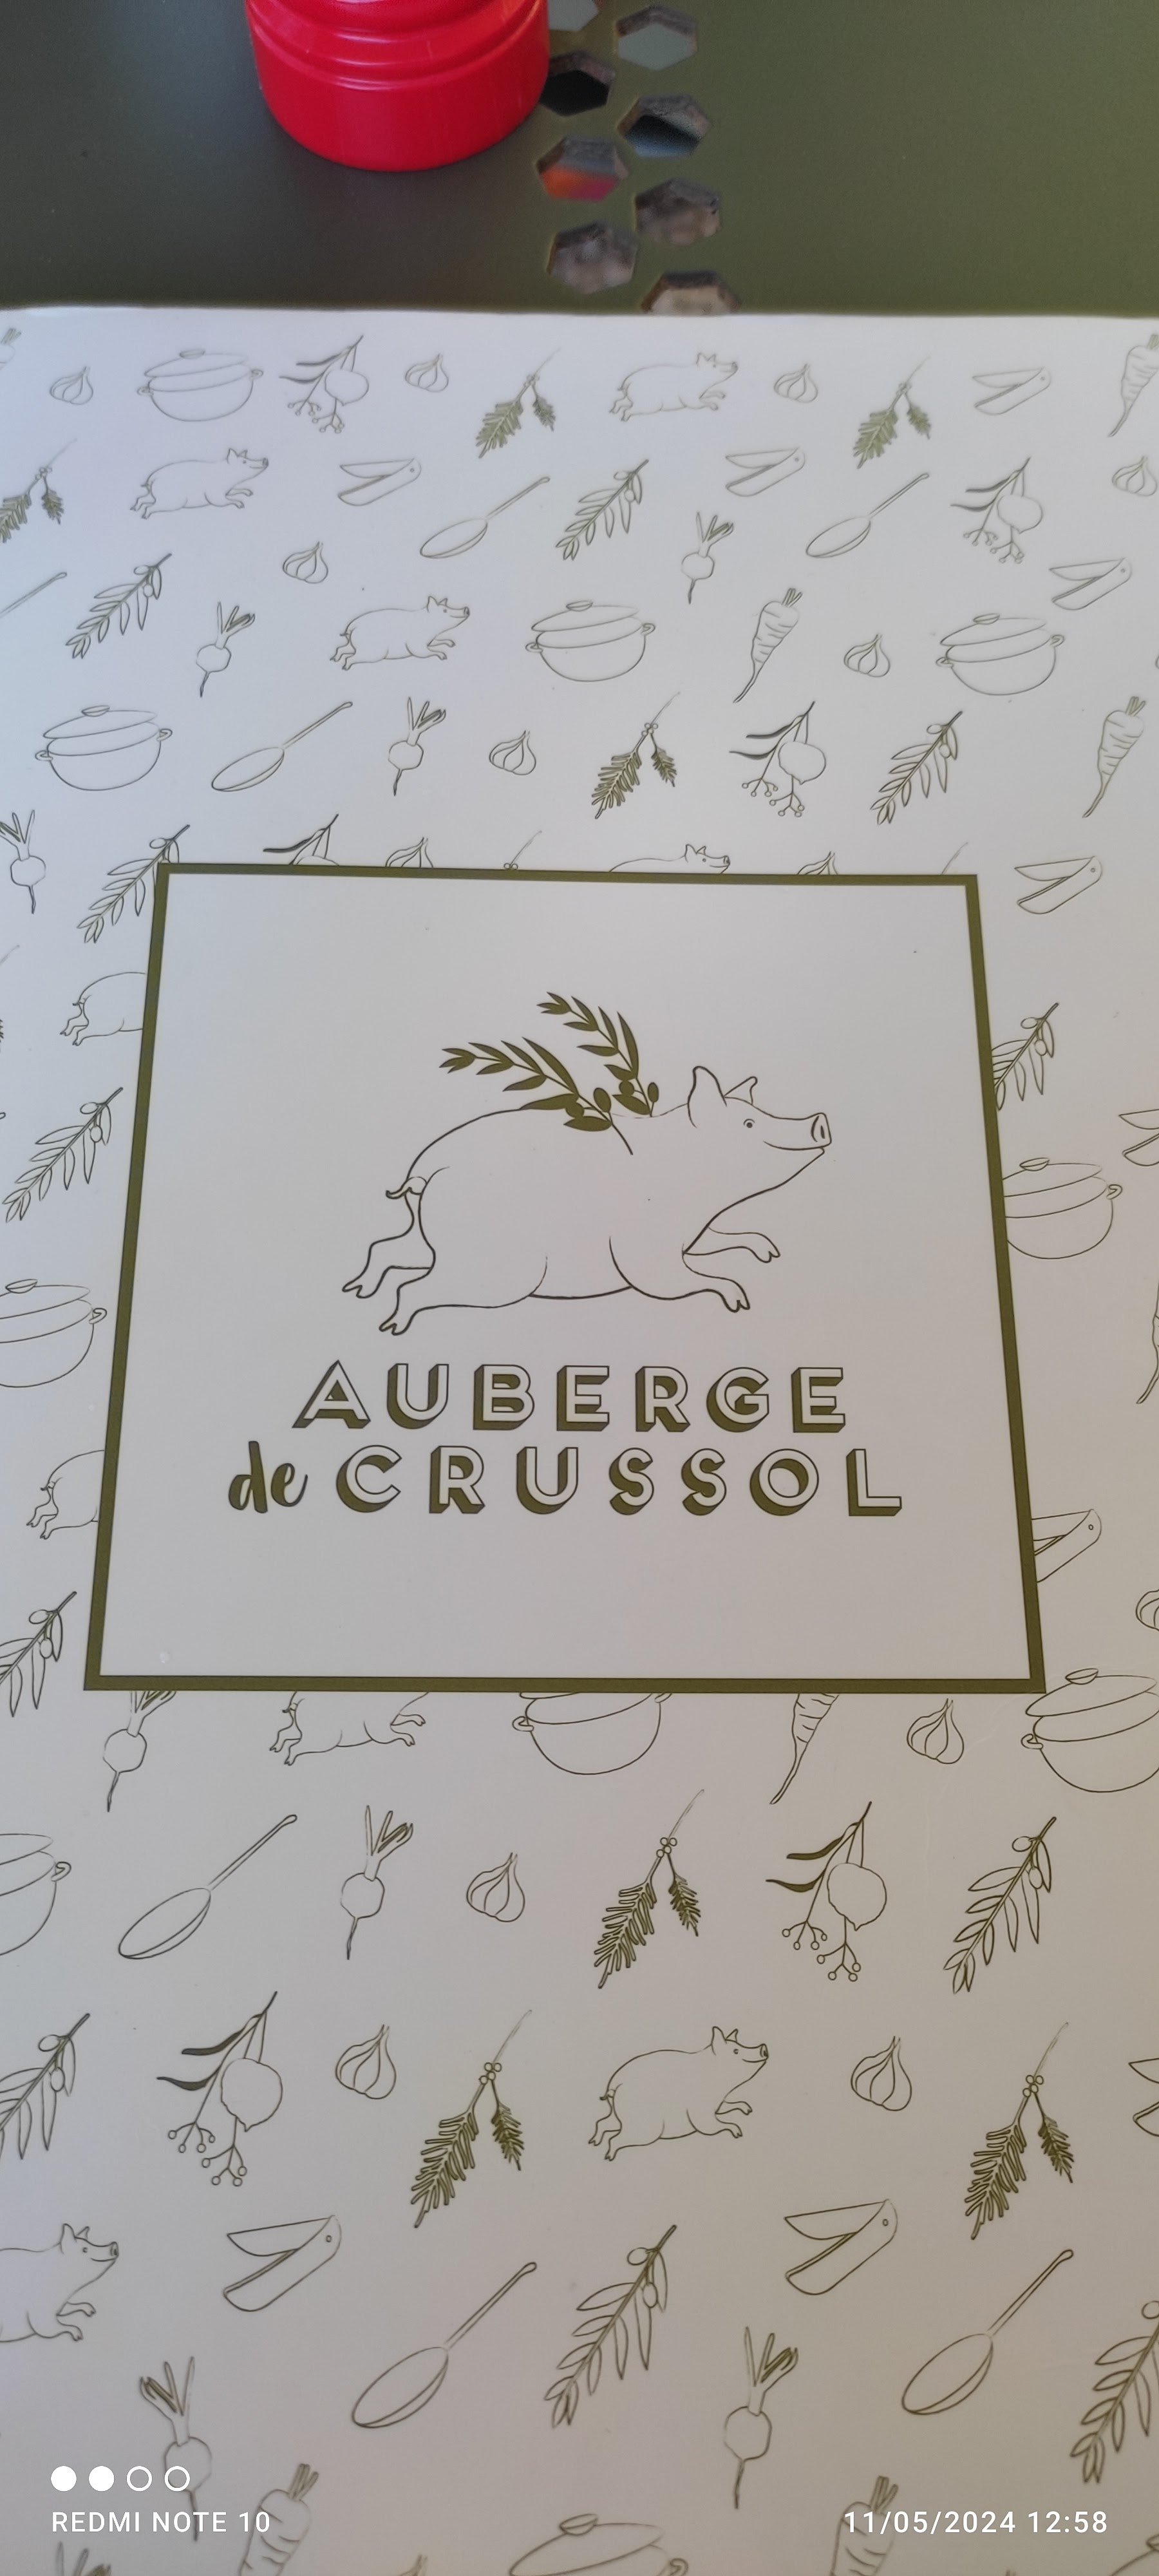 AUBERGE
de CRUSSOL
REDMI NOTE 10
11/05/2024 12:58